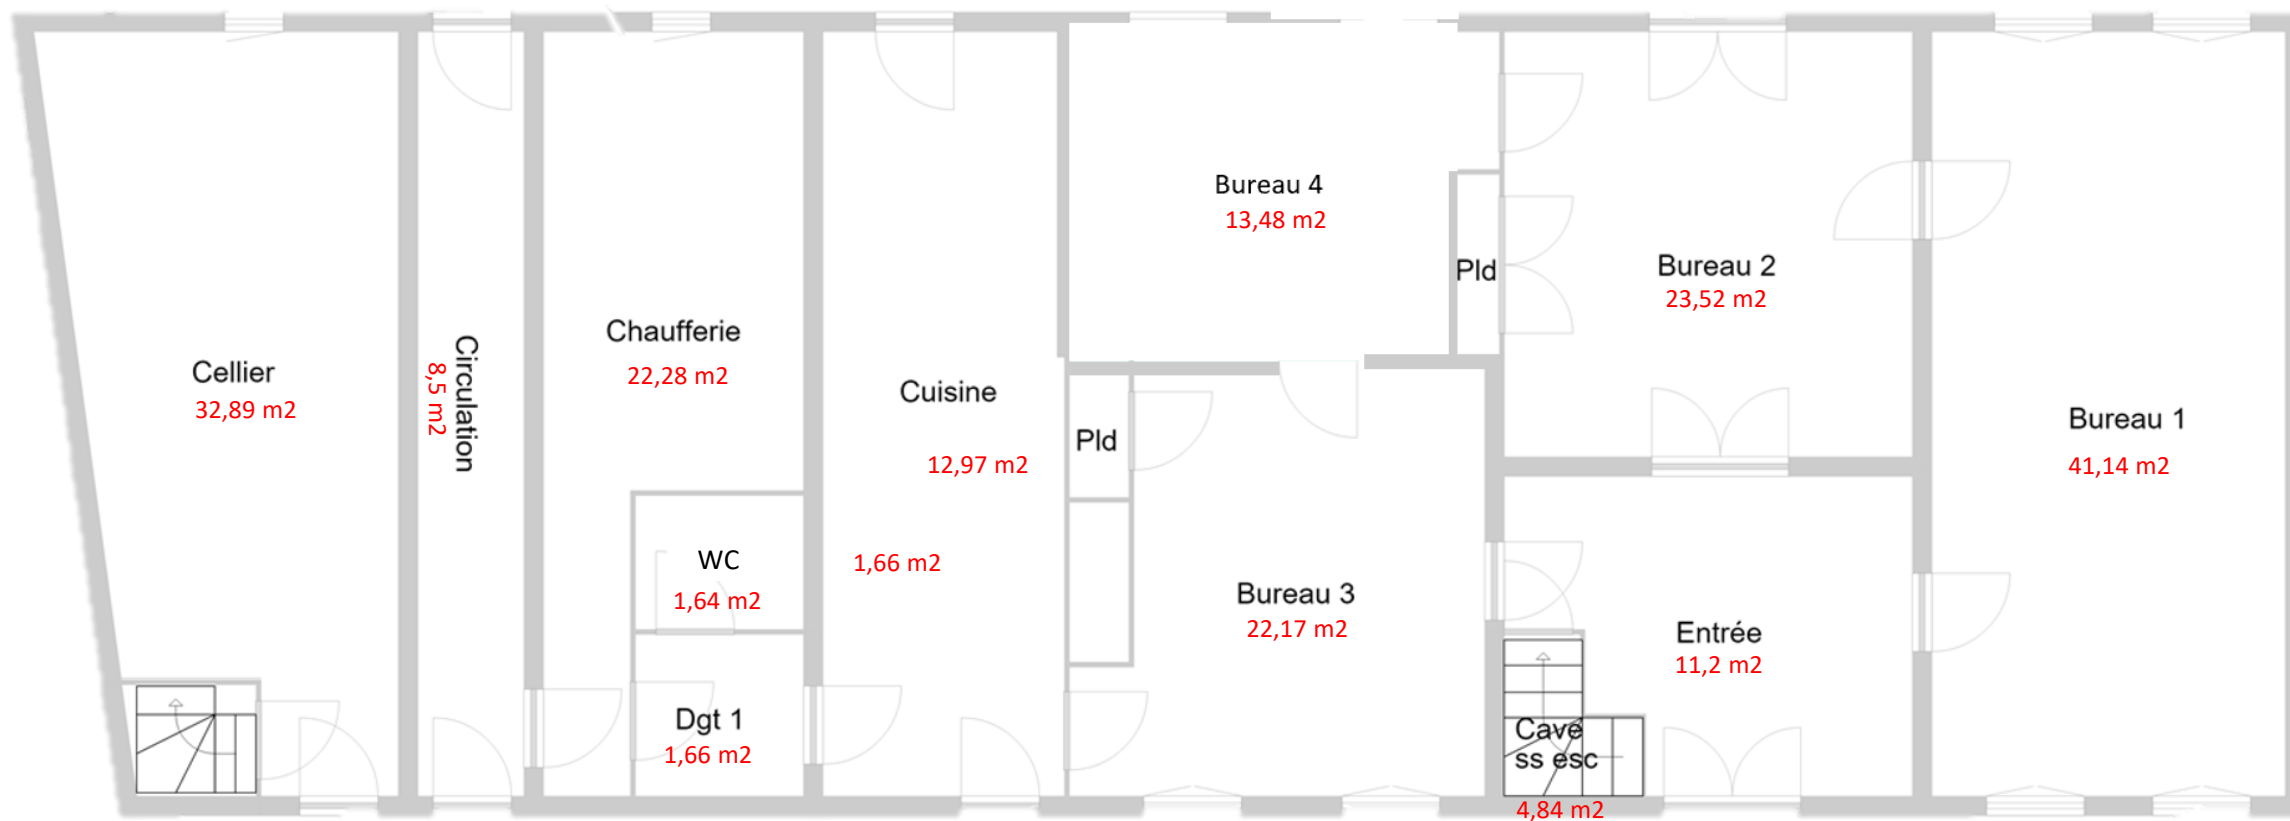 Cellier
32,89 m2
Circulation
8,5 m2
Chaufferie
22,28 m2
WC
1,64 m2
Dgt 1
1,66 m2
Cuisine
12,97 m2
1,66 m2
Bureau 4
13,48 m2
Pld
Pld
Bureau 3
22,17 m2
Bureau 2
23,52 m2
Entrée
11,2 m2
Cave
ss esc
4,84 m2
Bureau 1
41,14 m2